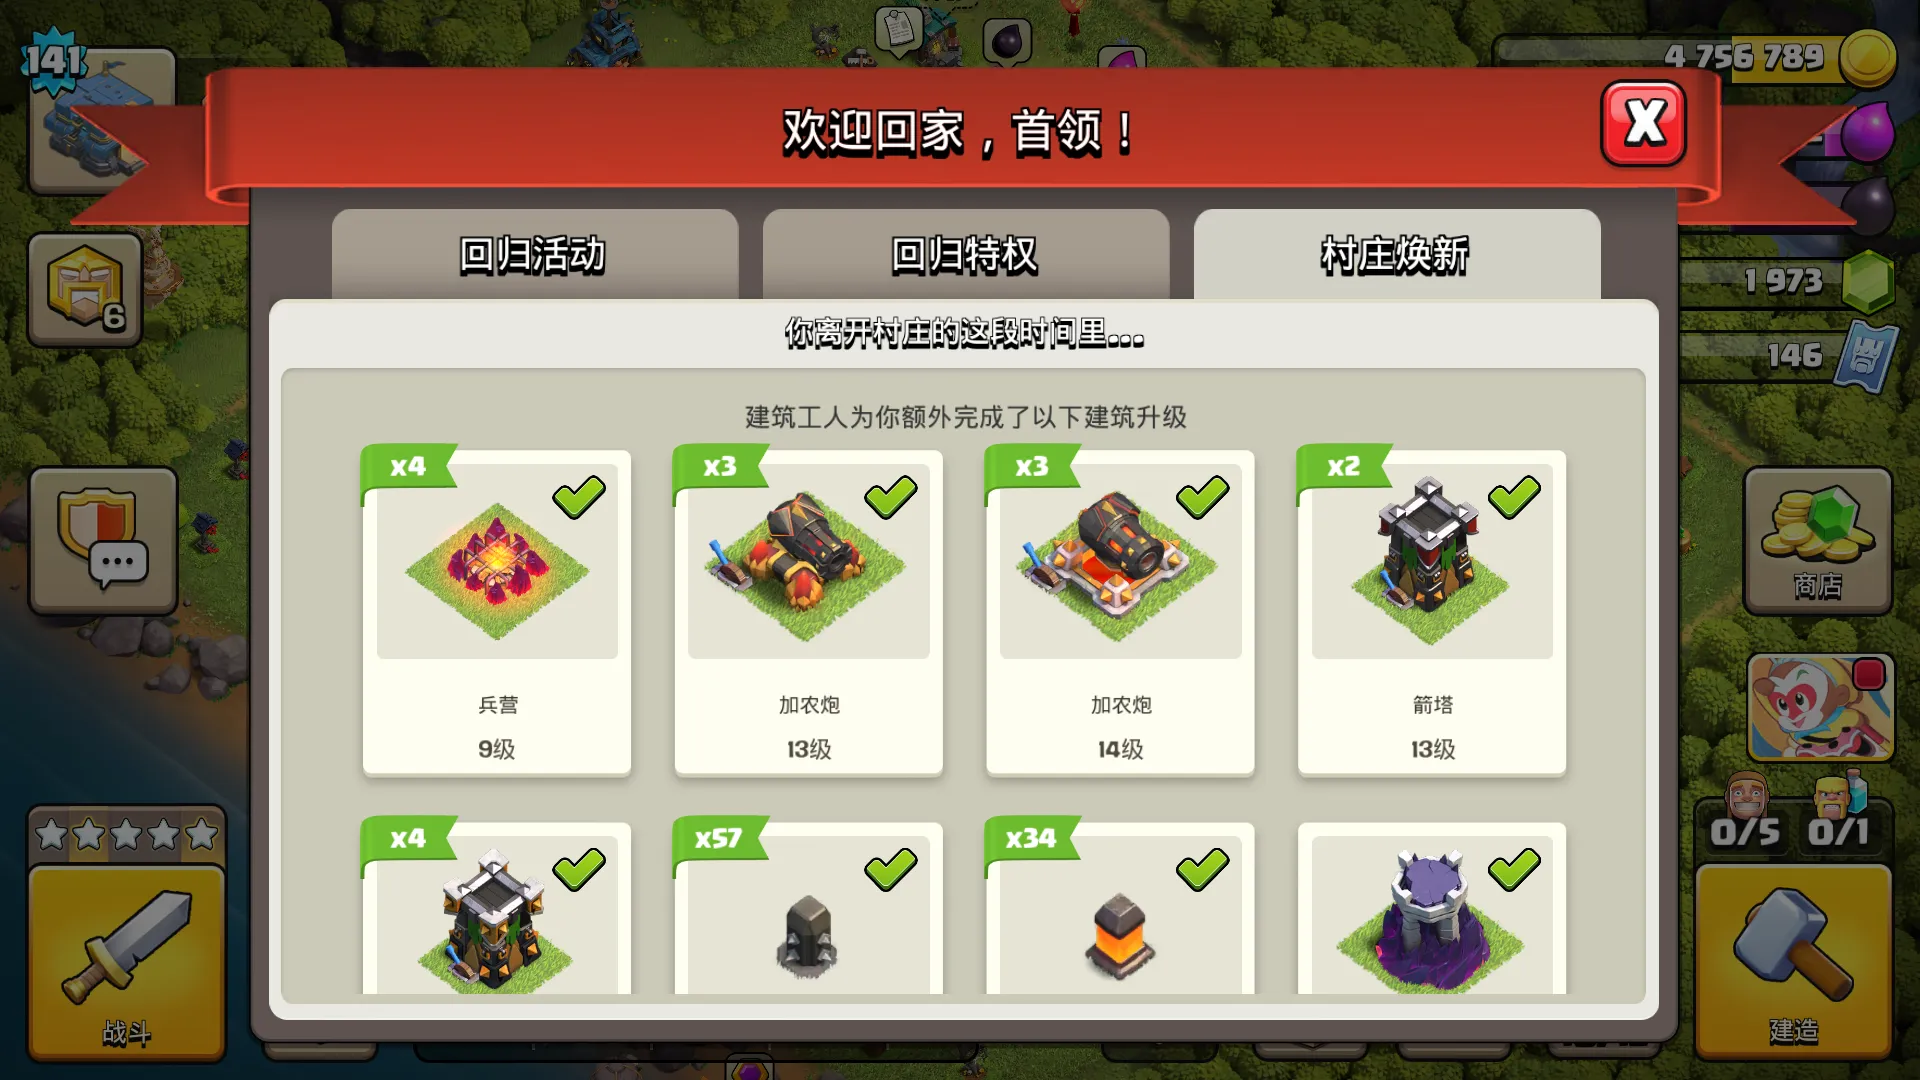 141
4 756 789
欢迎回家，首领！
X
回归活动
回归特权
村庄焕新
6
1 973
146
你离开村庄的这段时间里...
建筑工人为你额外完成了以下建筑升级
x4
x3
x3
x2
兵营
加农炮
加农炮
箭塔
9级
13级
14级
13级
商店
x4
x57
x34
0/5
0/1
战斗
建造